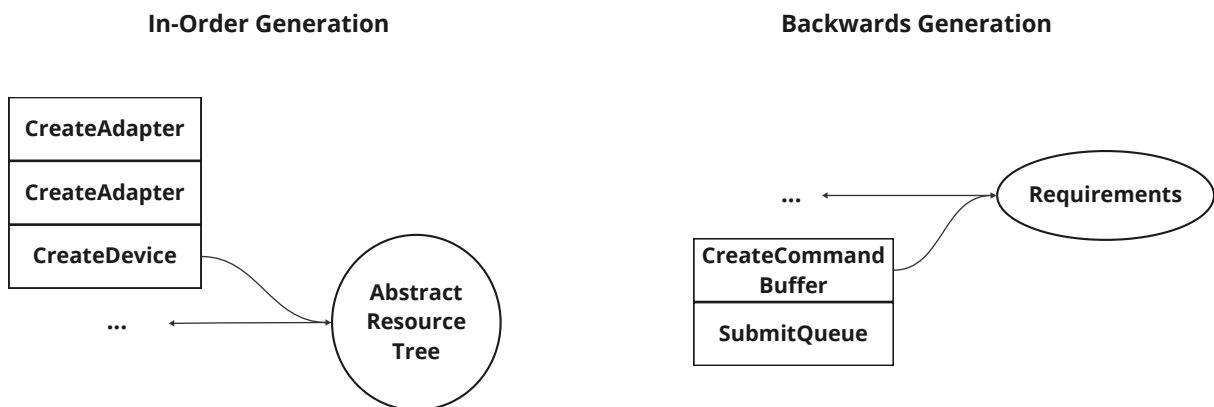 In-Order Generation
CreateAdapter
CreateAdapter
CreateDevice
...
Abstract
Resource
Tree
Backwards Generation
...
Requirements
CreateCommand
Buffer
SubmitQueue